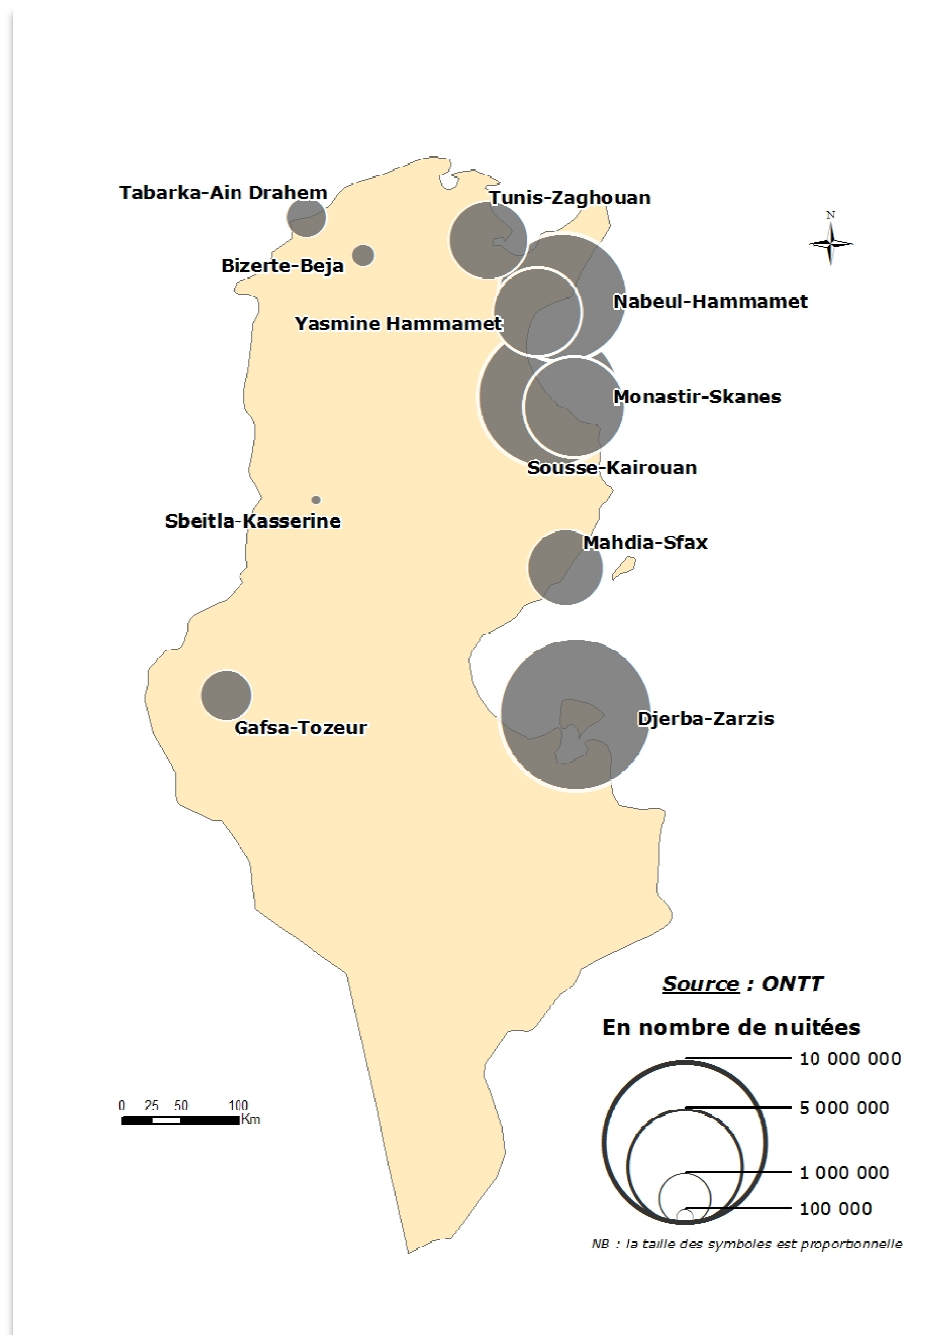 Tabarka-Ain Drahem
Tunis-Zaghouan
N
Bizerte-Beja
Nabeul-Hammamet
Yasmine Hammamet
Monastir-Skanes
Sousse-Kairouan
Sbeitla-Kasserine
Mahdia-Sfax
Djerba-Zarzis
Gafsa-Tozeur
Source : ONTT
En nombre de nuitées
10 000 000
5 000 000
1 000 000
100 000
0 25 50 100
Km
NB : la taille des symboles est proportionnelle